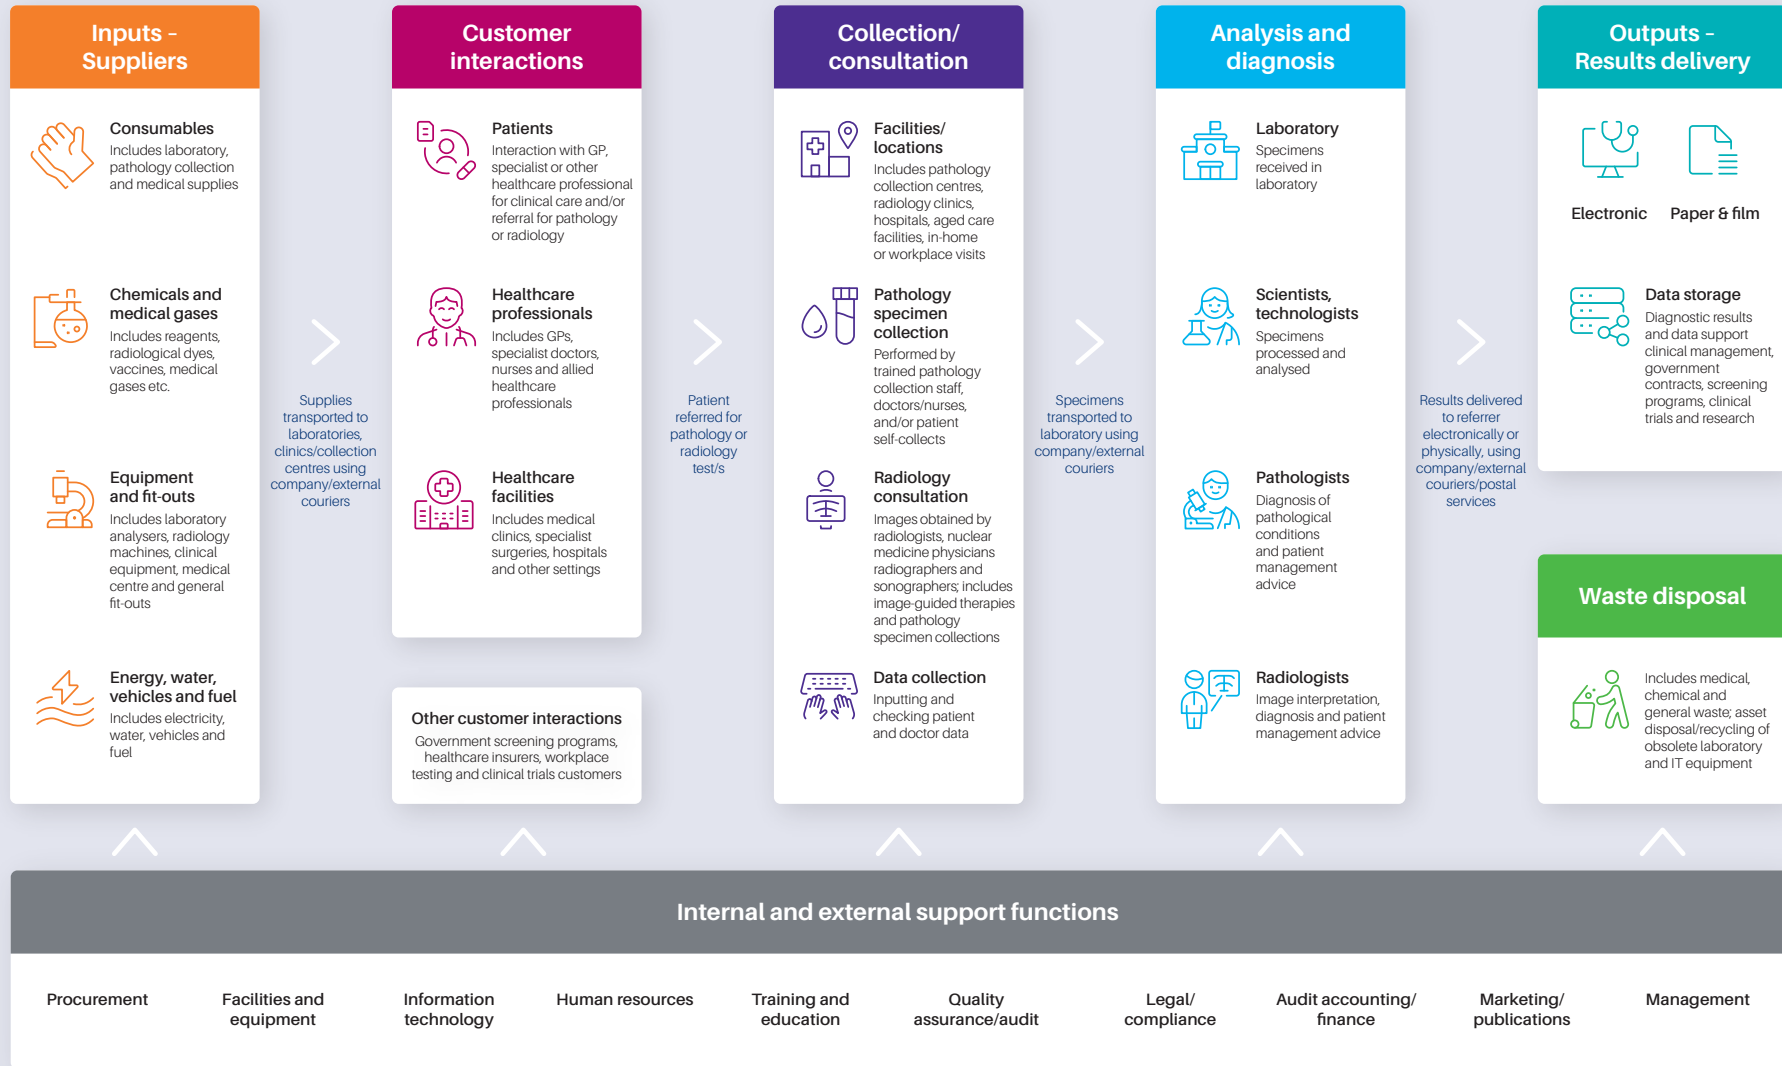 Inputs –
Suppliers
Consumables
Includes laboratory,
pathology collection
and medical supplies
Chemicals and
medical gases
Includes reagents,
radiological dyes,
vaccines, medical
gases etc.
Equipment
and fit-outs
Includes laboratory
analysers, radiology
machines, clinical
equipment, medical
centre and general
fit-outs
Energy, water,
vehicles and fuel
Includes electricity,
water, vehicles and
fuel
Supplies
transported to
laboratories,
clinics/collection
centres using
company/external
couriers
Customer
interactions
Patients
Interaction with GP,
specialist or other
healthcare professional
for clinical care and/or
referral for pathology
or radiology
Healthcare
professionals
Includes GPs,
specialist doctors,
nurses and allied
healthcare
professionals
Healthcare
facilities
Includes medical
clinics, specialist
surgeries, hospitals
and other settings
Other customer interactions
Government screening programs,
healthcare insurers, workplace
testing and clinical trials customers
Patient
referred for
pathology or
radiology
test/s
Collection/
consultation
Facilities/
locations
Includes pathology
collection centres,
radiology clinics,
hospitals, aged care
facilities, in-home
or workplace visits
Pathology
specimen
collection
Performed by
trained pathology
collection staff,
doctors/nurses,
and/or patient
self-collects
Radiology
consultation
Images obtained by
radiologists, nuclear
medicine physicians
radiographers and
sonographers; includes
image-guided therapies
and pathology
specimen collections
Data collection
Inputting and
checking patient
and doctor data
Specimens
transported to
laboratory using
company/external
couriers
Analysis and
diagnosis
Laboratory
Specimens
received in
laboratory
Scientists,
technologists
Specimens
processed and
analysed
Pathologists
Diagnosis of
pathological
conditions
and patient
management
advice
Radiologists
Image interpretation,
diagnosis and patient
management advice
Results delivered
to referrer
electronically or
physically, using
company/external
couriers/postal
services
Outputs –
Results delivery
Electronic
Paper & film
Data storage
Diagnostic results
and data support
clinical management,
government
contracts, screening
programs, clinical
trials and research
Waste disposal
Includes medical,
chemical and
general waste; asset
disposal/recycling of
obsolete laboratory
and IT equipment
Internal and external support functions
Procurement
Facilities and
equipment
Information
technology
Human resources
Training and
education
Quality
assurance/audit
Legal/
compliance
Audit accounting/
finance
Marketing/
publications
Management